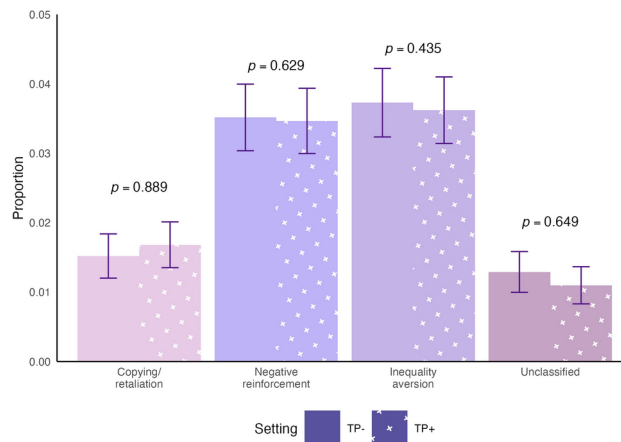 0.05
0.04
0.03
0.02
0.01
0.00
Proportion
p = 0.889
p = 0.629
p = 0.435
p = 0.649
Copying/
retaliation
Negative
reinforcement
Inequality
aversion
Unclassified
Setting TP- TP+